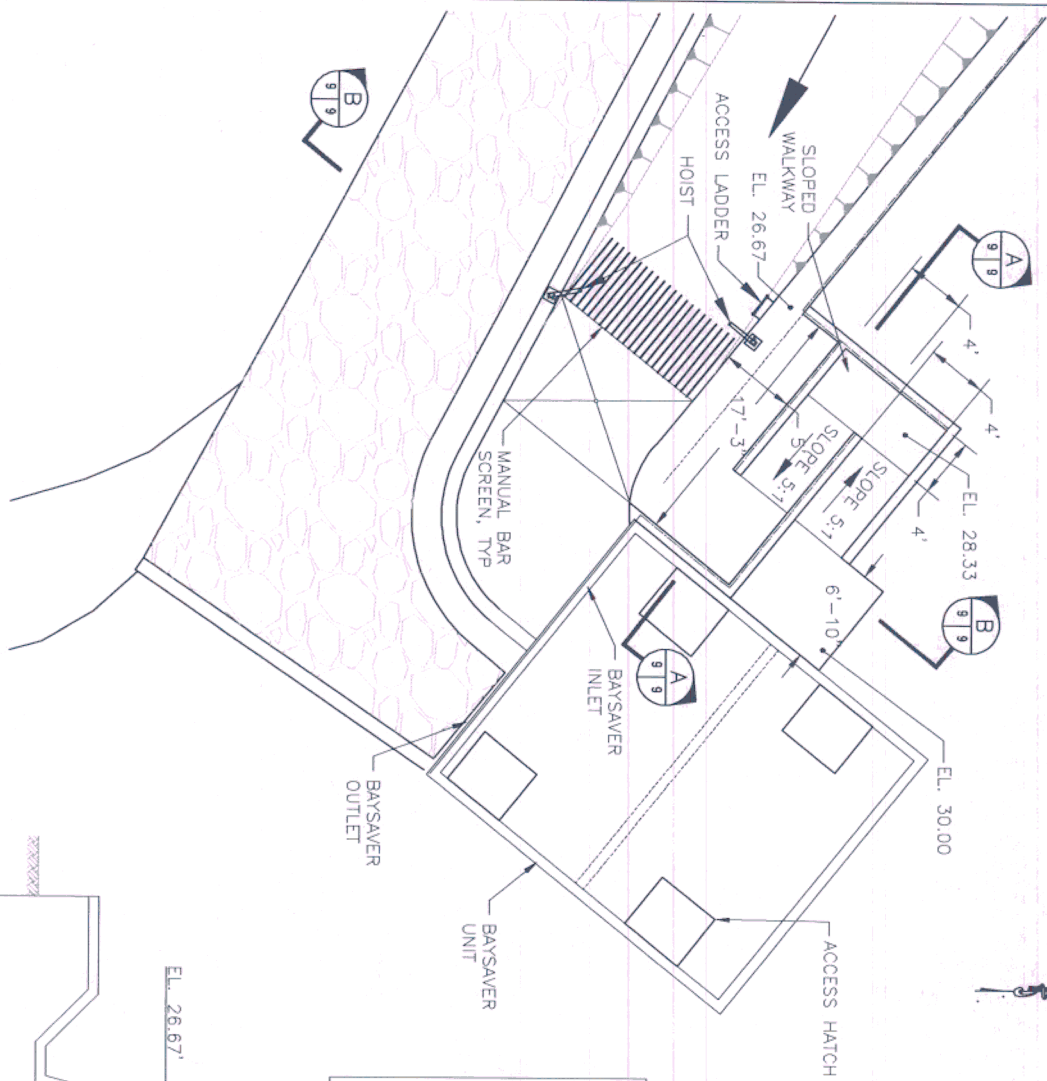 B
9 9
SLOPED
WALKWAY
EL. 26.67
ACCESS LADDER
HOIST
A
9 9
4'
4'
4'
EL. 28.33
17'-3"
5'
SLOPE 5:1
SLOPE 5:1
6'-10"
B
9 9
MANUAL BAR
SCREEN, TYP
A
9 9
BAYSAVER
INLET
EL. 30.00
BAYSAVER
OUTLET
BAYSAVER
UNIT
ACCESS HATCH
EL. 26.67'